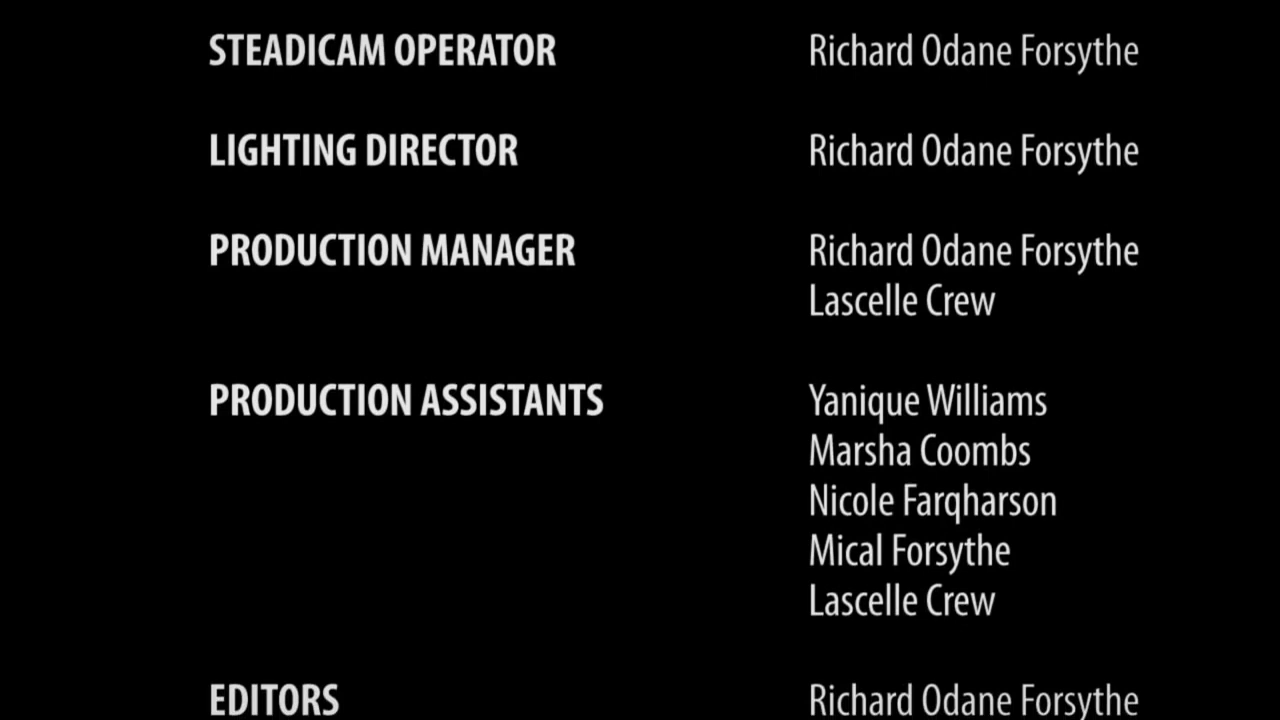 STEADICAM OPERATOR Richard Odane Forsythe
LIGHTING DIRECTOR Richard Odane Forsythe
PRODUCTION MANAGER Richard Odane Forsythe
Lascelle Crew
PRODUCTION ASSISTANTS Yanique Williams
Marsha Coombs
Nicole Farqharson
Mical Forsythe
Lascelle Crew
EDITORS Richard Odane Forsythe